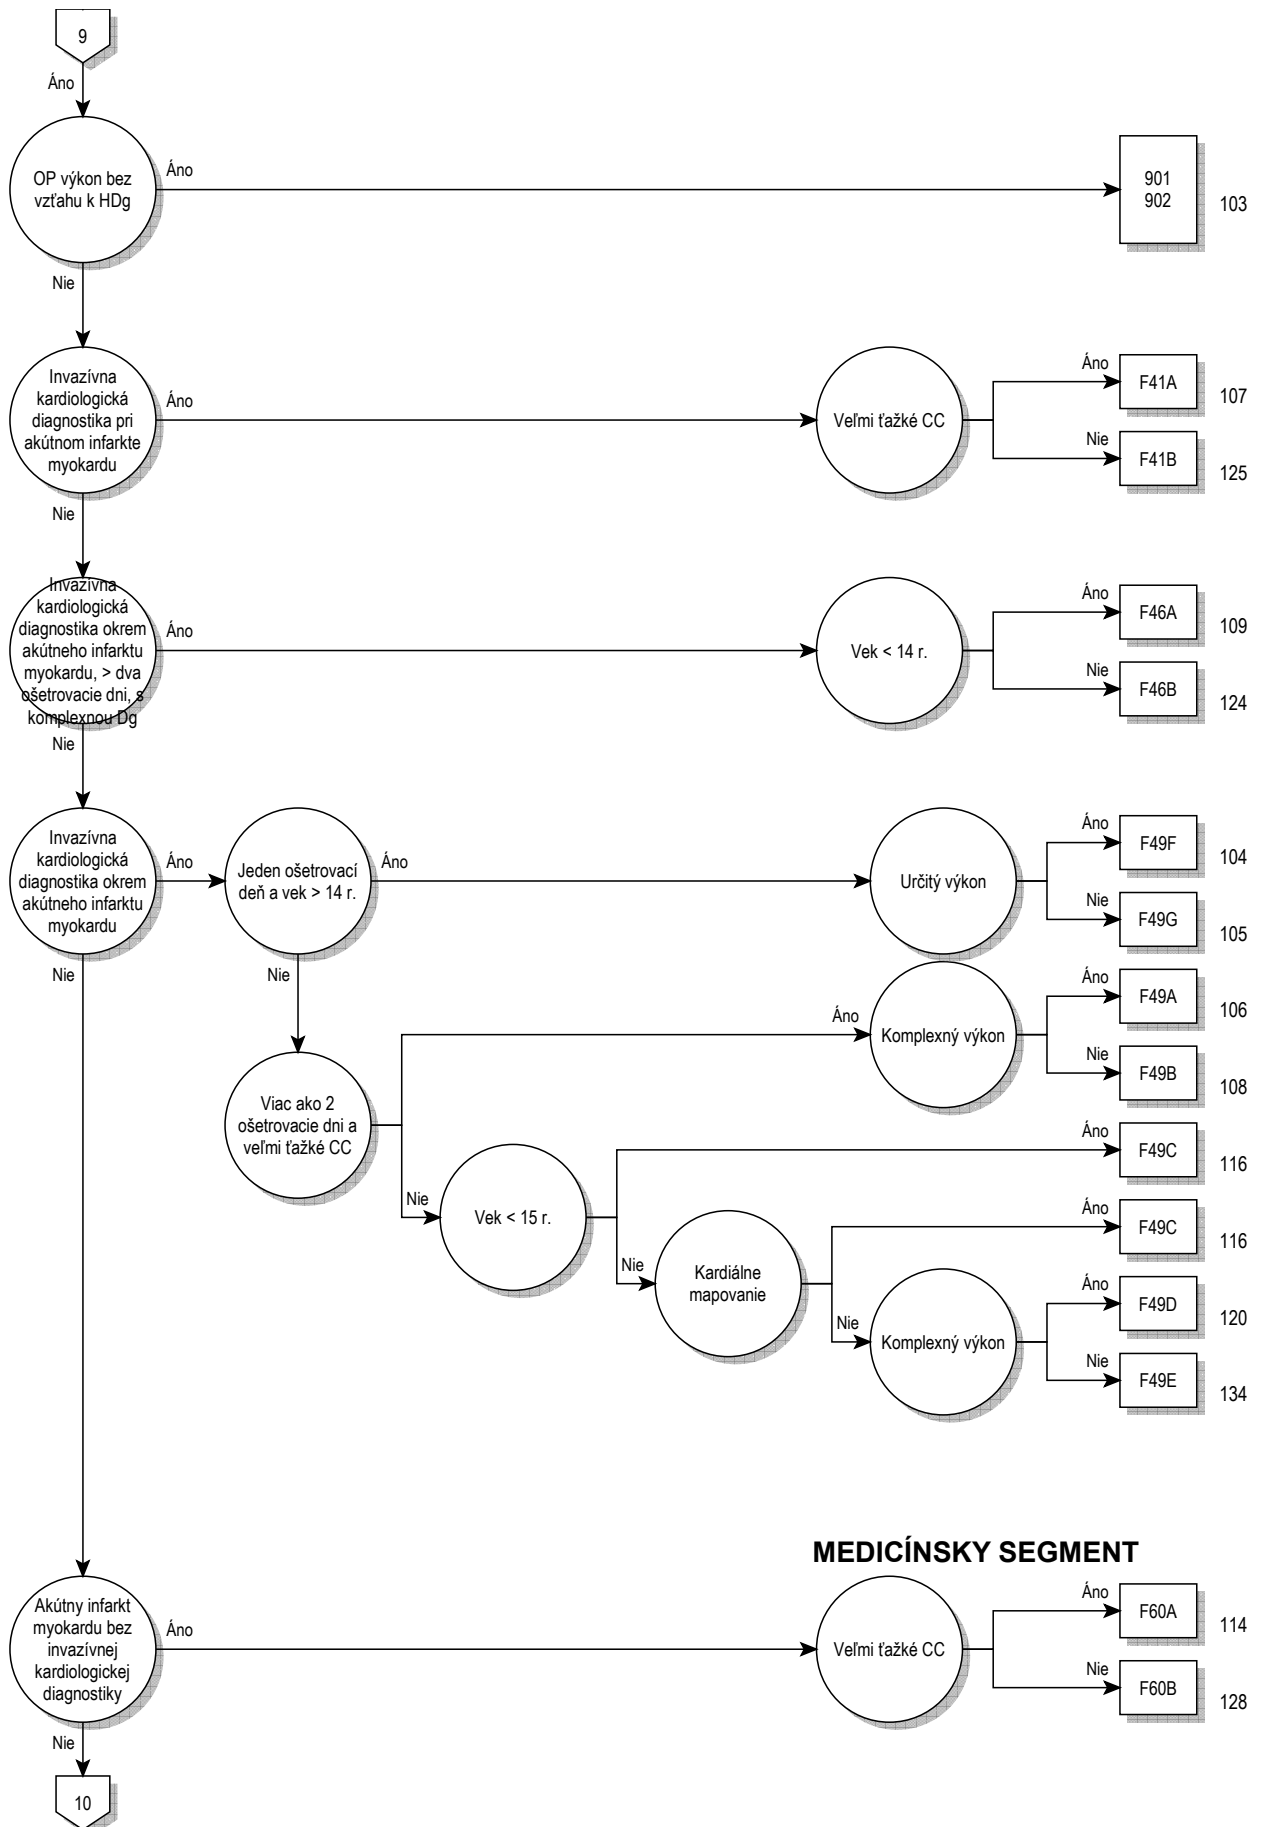 9
Áno
OP výkon bez
vzťahu k HDg
Áno
901
902
103
Nie
Invazívna
kardiologická
diagnostika pri
akútnom infarkte
myokardu
Áno
Veľmi ťažké CC
Áno
F41A
107
Nie
F41B
125
Nie
Invazívna
kardiologická
diagnostika okrem
akútneho infarktu
myokardu, > dva
ošetrovacie dni, s
komplexnou Dg
Áno
Vek < 14 r.
Áno
F46A
109
Nie
F46B
124
Nie
Invazívna
kardiologická
diagnostika okrem
akútneho infarktu
myokardu
Áno
Jeden ošetrovací
deň a vek > 14 r.
Áno
Určitý výkon
Áno
F49F
104
Nie
F49G
105
Nie
Nie
Viac ako 2
ošetrovacie dni a
veľmi ťažké CC
Áno
Komplexný výkon
Áno
F49A
106
Nie
F49B
108
Nie
Vek < 15 r.
Áno
F49C
116
Nie
Kardiálne
mapovanie
Áno
F49C
116
Nie
Komplexný výkon
Áno
F49D
120
Nie
F49E
134
MEDICÍNSKY SEGMENT
Akútny infarkt
myokardu bez
invazívnej
kardiologickej
diagnostiky
Áno
Veľmi ťažké CC
Áno
F60A
114
Nie
F60B
128
Nie
10